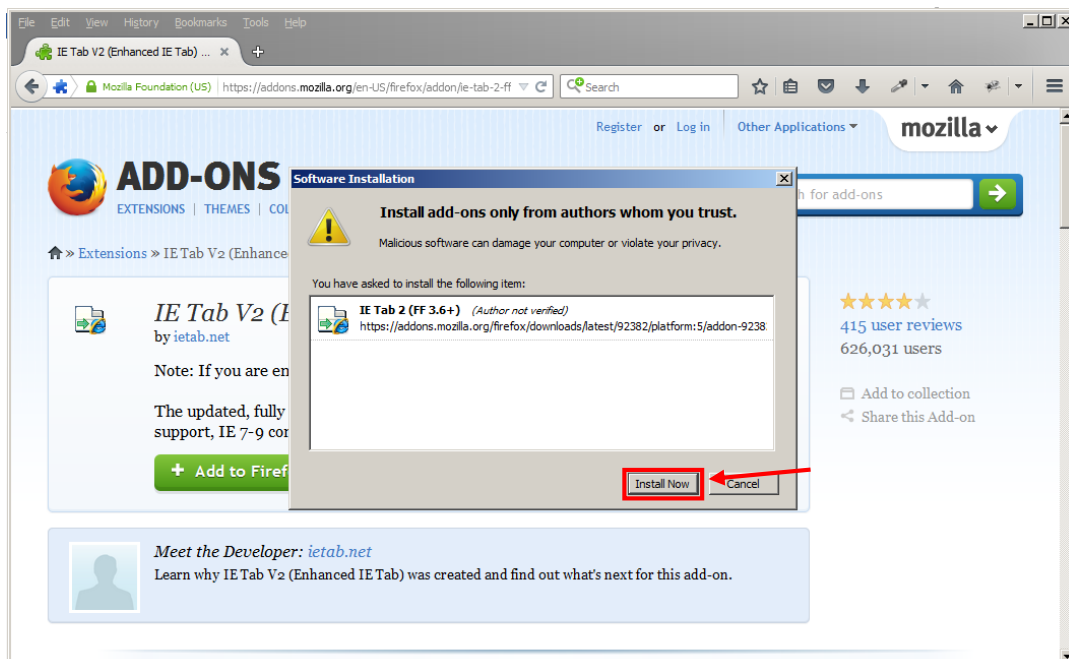 File Edit View History Bookmarks Tools Help
IE Tab V2 (Enhanced IE Tab) ... × +
Mozilla Foundation (US) https://addons.mozilla.org/en-US/firefox/addon/ie-tab-2-ff Search
Register or Log in Other Applications mozilla
ADD-ONS
EXTENSIONS | THEMES | COL
h for add-ons
» Extensions » IE Tab V2 (Enhance
Software Installation
Install add-ons only from authors whom you trust.
Malicious software can damage your computer or violate your privacy.
You have asked to install the following item:
IE Tab 2 (FF 3.6+) (Author not verified)
https://addons.mozilla.org/firefox/downloads/latest/92382/platform:5/addon-9238
Install Now Cancel
IE Tab V2 (E
by ietab.net
Note: If you are en
The updated, fully
support, IE 7-9 con
+ Add to Firef
415 user reviews
626,031 users
Add to collection
Share this Add-on
Meet the Developer: ietab.net
Learn why IE Tab V2 (Enhanced IE Tab) was created and find out what's next for this add-on.